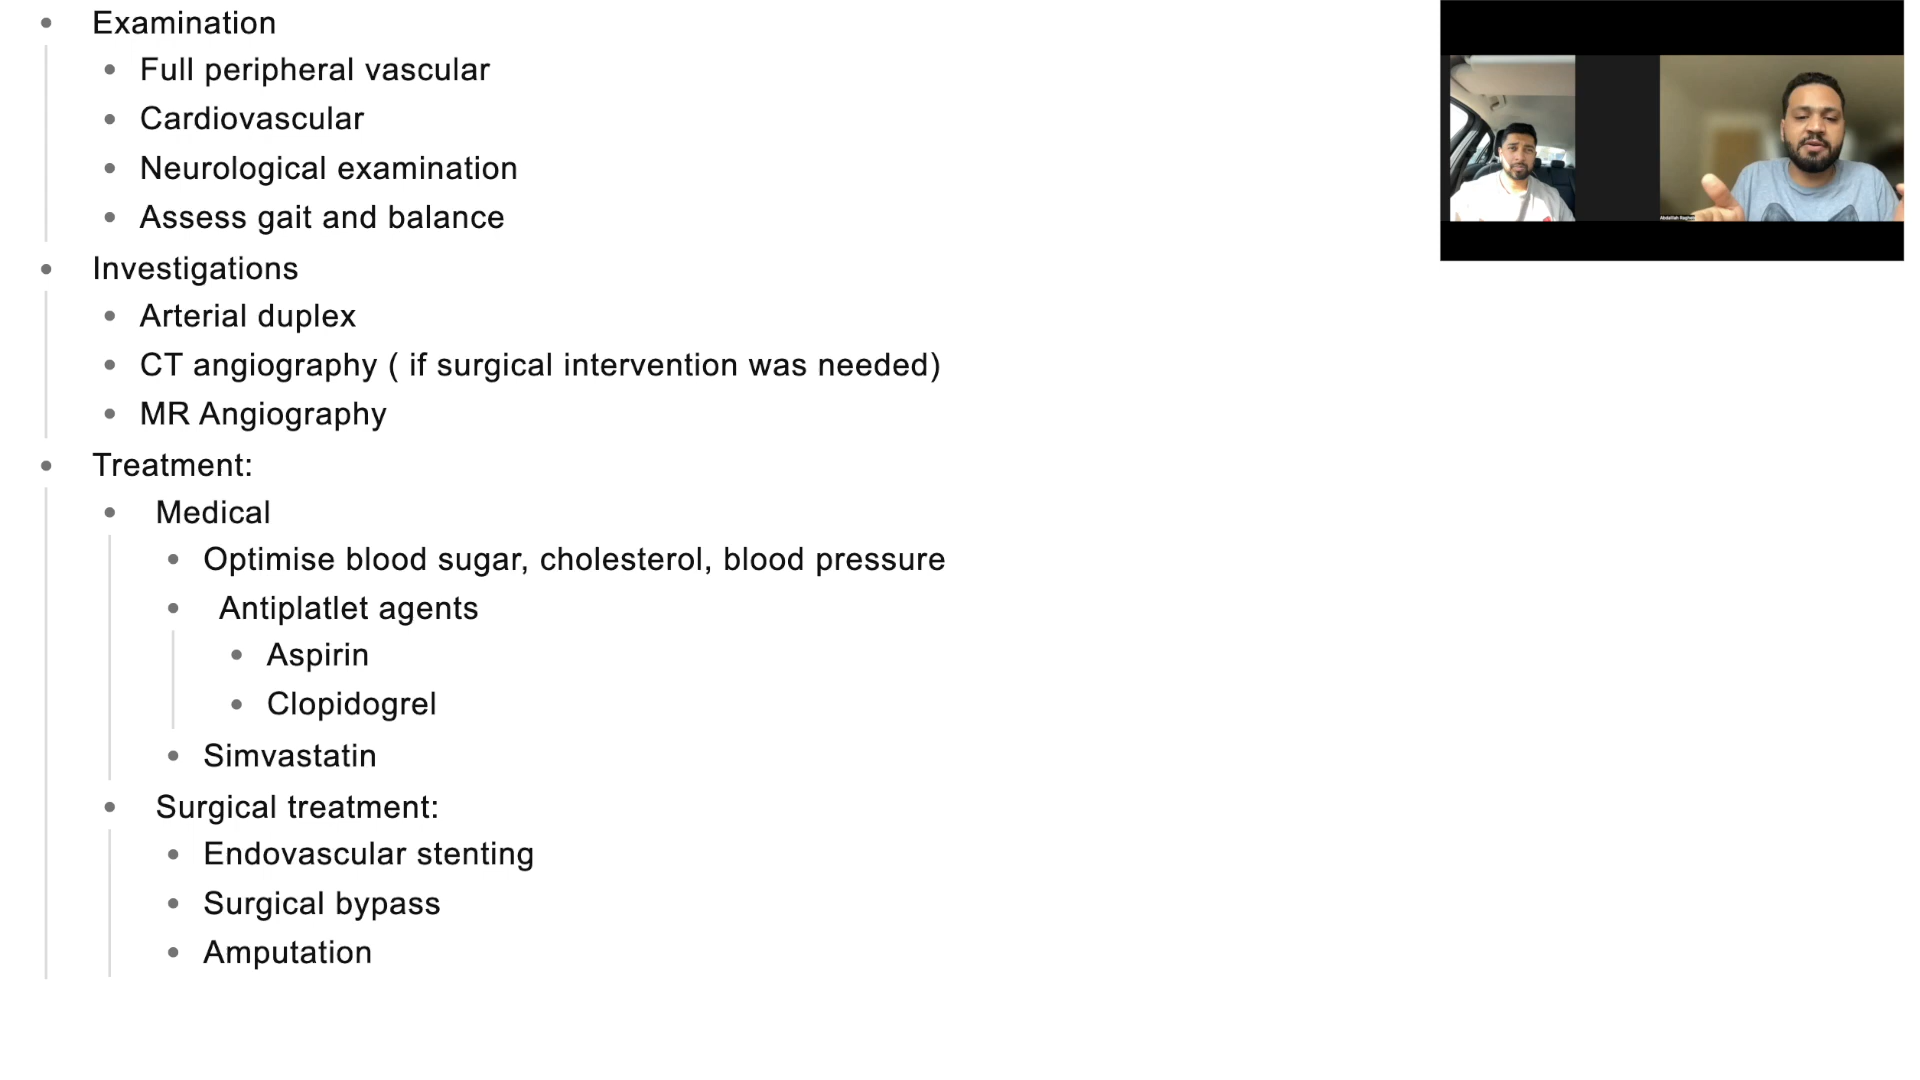 Examination
Full peripheral vascular
Cardiovascular
Neurological examination
Assess gait and balance
Investigations
Arterial duplex
CT angiography ( if surgical intervention was needed)
MR Angiography
Treatment:
Medical
Optimise blood sugar, cholesterol, blood pressure
Antiplatlet agents
Aspirin
Clopidogrel
Simvastatin
Surgical treatment:
Endovascular stenting
Surgical bypass
Amputation